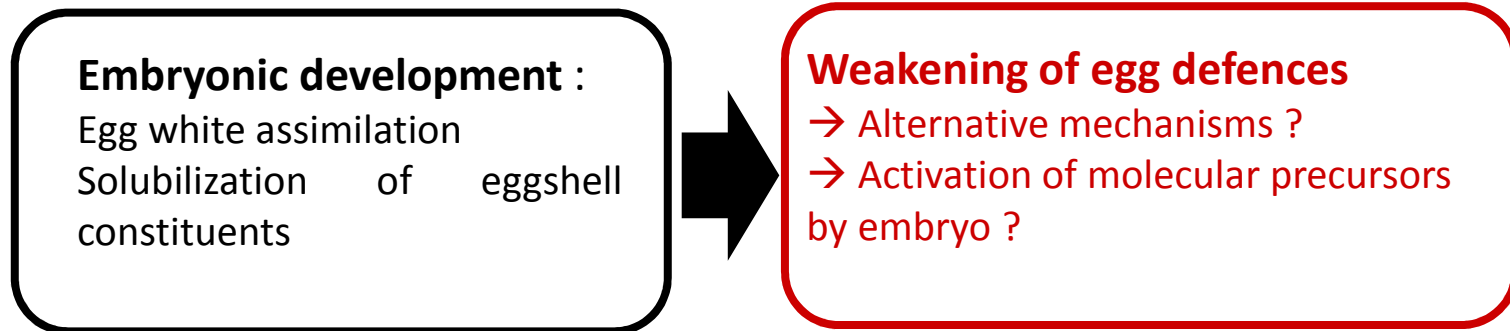 Embryonic development :
Egg white assimilation
Solubilization of eggshell
constituents
Weakening of egg defences
→ Alternative mechanisms ?
→ Activation of molecular precursors
by embryo ?